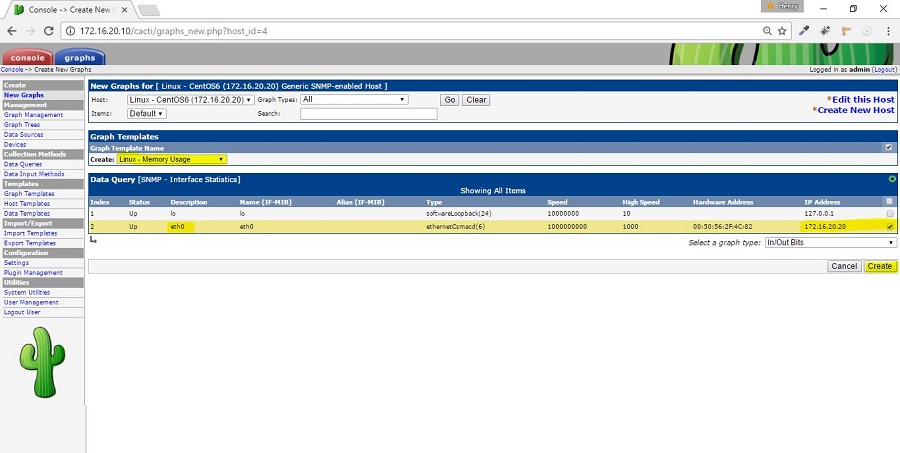 Console -> Create New G
Henry
172.16.20.10/cacti/graphs_new.php?host_id=4
console graphs
Console -> Create New Graphs Logged in as admin (Logout)
Create
New Graphs
Management
Graph Management
Graph Trees
Data Sources
Devices
Collection Methods
Data Queries
Data Input Methods
Templates
Graph Templates
Host Templates
Data Templates
Import/Export
Import Templates
Export Templates
Configuration
Settings
Plugin Management
Utilities
System Utilities
User Management
Logout User
New Graphs for [ Linux - CentOS6 (172.16.20.20) Generic SNMP-enabled Host ]
Host: Linux - CentOS6 (172.16.20.20) Graph Types: All Go Clear
*Edit this Host
Items: Default Search:
*Create New Host
Graph Templates
Graph Template Name
Create: Linux - Memory Usage
Data Query [SNMP - Interface Statistics]
Showing All Items
Index Status Description Name (IF-MIB) Alias (IF-MIB) Type Speed High Speed Hardware Address IP Address
1 Up lo lo softwareLoopback(24) 10000000 10 127.0.0.1
2 Up eth0 eth0 ethernetCsmacd(6) 1000000000 1000 00:50:56:2F:4C:82 172.16.20.20
Select a graph type: In/Out Bits
Cancel Create